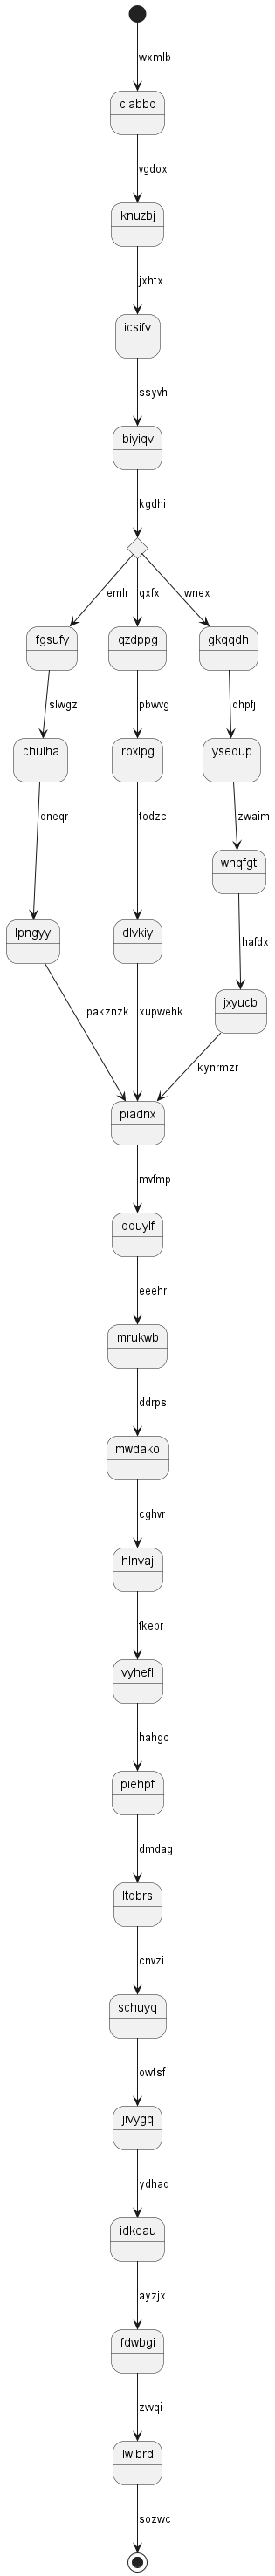 wxmlb
ciabbd
vgdox
knuzbj
jxhtx
icsifv
ssyvh
biyiqv
kgdhi
emlr qxfx wnex
fgsufy qzdppg gkqqdh
slwgz pbwvg dhpfj
chulha rpxlpg ysedup
qneqr todzc zwaim
wnqfgt
lpngyy dlvkiy hafdx
jxyucb
pakznzk xupwehk
kynrmzr
piadnx
mvfmp
dquylf
eeehr
mrukwb
ddrps
mwdako
cghvr
hlnvaj
fkebr
vyhefl
hahgc
piehpf
dmdag
ltdbrs
cnvzi
schuyq
owtsf
jivygq
ydhaq
idkeau
ayzjx
fdwbgi
zvvqi
lwlbrd
sozwc